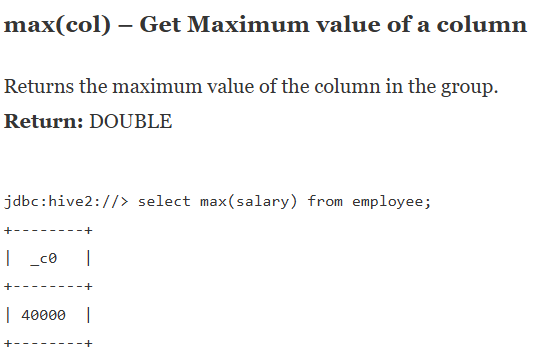 max(col) – Get Maximum value of a column
Returns the maximum value of the column in the group.
Return: DOUBLE
jdbc:hive2://> select max(salary) from employee;
+--------+
|  _c0   |
+--------+
| 40000  |
+--------+